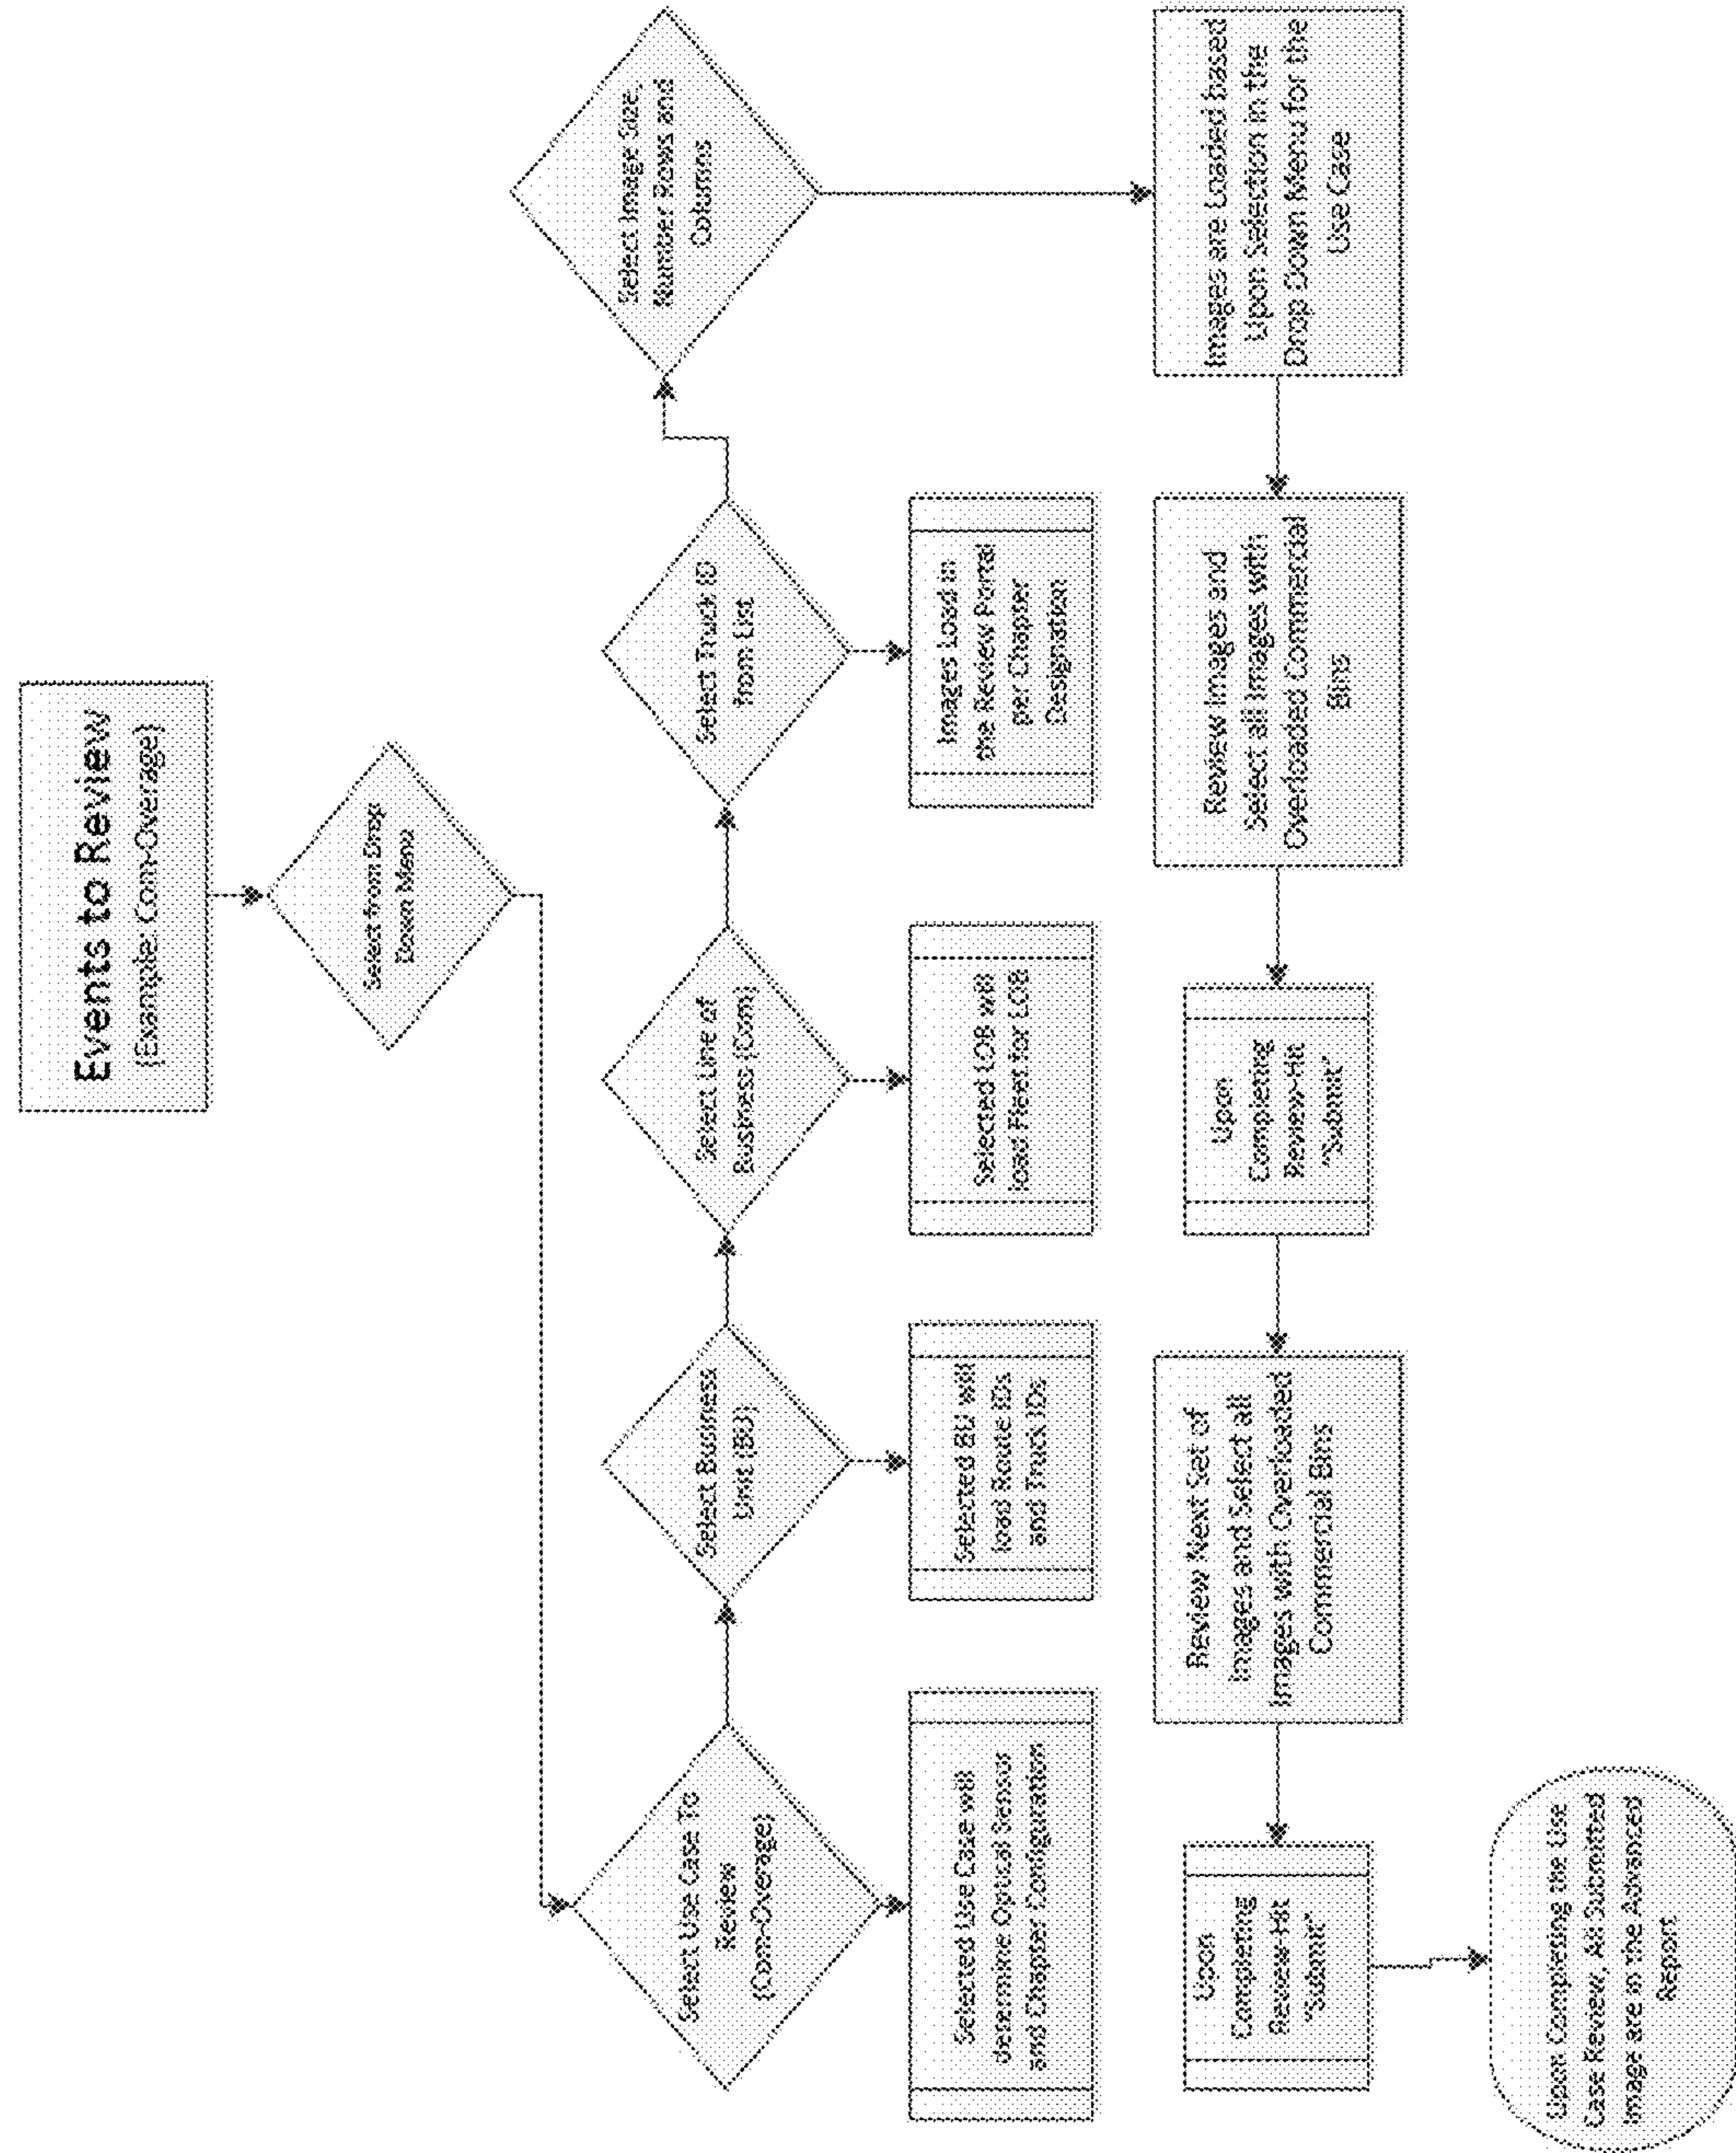 Events to Review
(Example: Com-Overage)
Select from Drop
Down Menu
Select Use Case To
Review
(Com-Overage)
Selected Use Case will
determine Optical Sensor
and Chapter Configuration
Select Business
Unit (BU)
Selected BU will
load Route IDs
and Truck IDs
Select Line of
Business (Com)
Selected LOB will
load Fleet for LOB
Select Truck ID
from List
Images Load in
the Review Portal
per Chapter
Designation
Select Image Size,
Number Rows and
Columns
Images are Loaded based
Upon Selection in the
Drop Down Menu for the
Use Case
Review Images and
Select all Images with
Overloaded Commercial
Bins
Upon
Completing
Review-Hit
"Submit"
Review Next Set of
Images and Select all
Images with Overloaded
Commercial Bins
Upon
Completing
Review-Hit
"Submit"
Upon Completing the Use
Case Review, All Submitted
Image are in the Advanced
Report